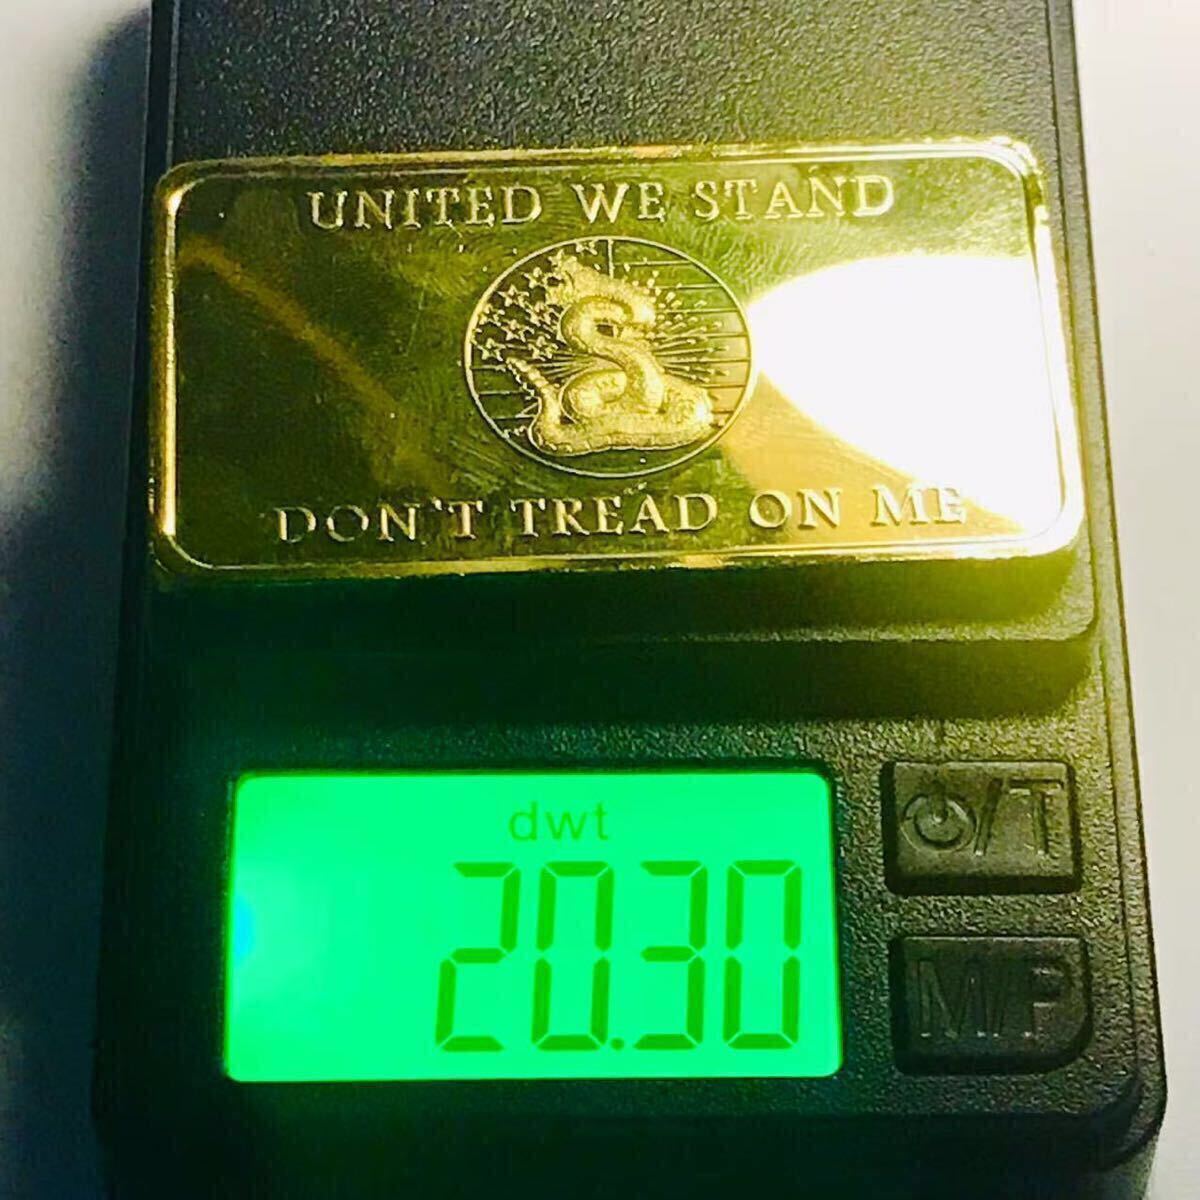 UNITED WE STAND
DON'T TREAD ON ME
dwt
20.30
⏻/T
M/P